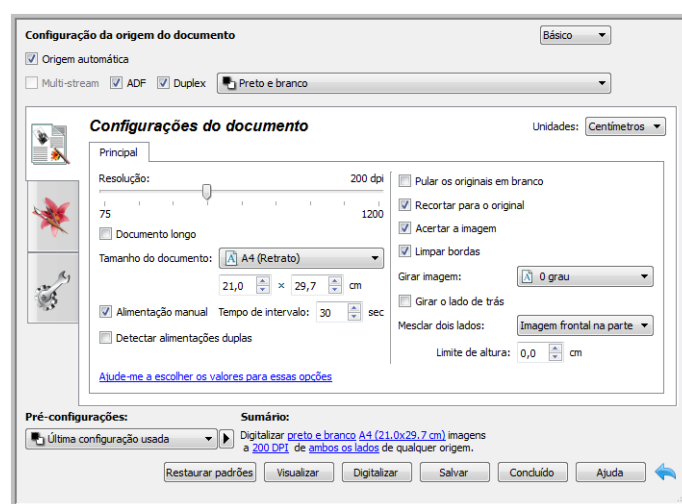 Configuração da origem do documento Básico
Origem automática
Multi-stream ADF Duplex Preto e branco
Configurações do documento Unidades: Centímetros
Principal
Resolução: 200 dpi
75 1200
Documento longo
Tamanho do documento: A4 (Retrato)
21,0 × 29,7 cm
Alimentação manual Tempo de intervalo: 30 sec
Detectar alimentações duplas
Ajude-me a escolher os valores para essas opções
Pular os originais em branco
Recortar para o original
Acertar a imagem
Limpar bordas
Girar imagem: 0 grau
Girar o lado de trás
Mesclar dois lados: Imagem frontal na parte
Limite de altura: 0,0 cm
Pré-configurações: Sumário:
Última configuração usada Digitalizar preto e branco A4 (21.0x29.7 cm) imagens
a 200 DPI de ambos os lados de qualquer origem.
Restaurar padrões Visualizar Digitalizar Salvar Concluído Ajuda